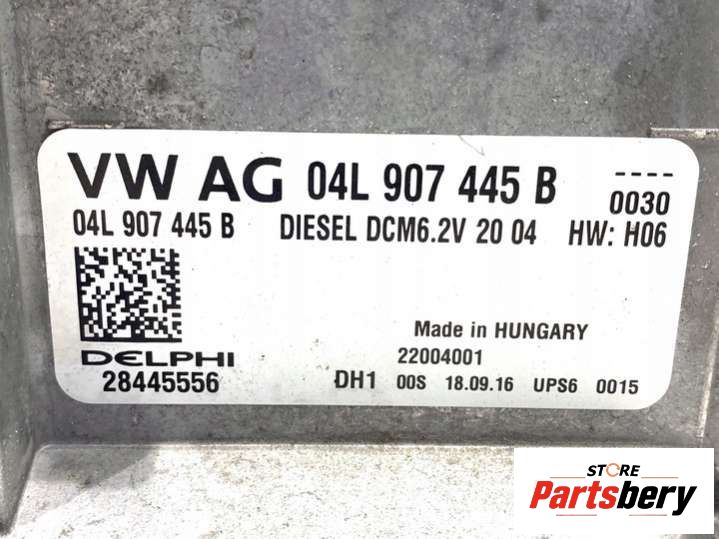 VW AG 04L 907 445 B ----
0030
04L 907 445 B DIESEL DCM6.2V 20 04 HW: H06
Made in HUNGARY
DELPHI 22004001
28445556 DH1 00S 18.09.16 UPS6 0015
STORE
Partsbery